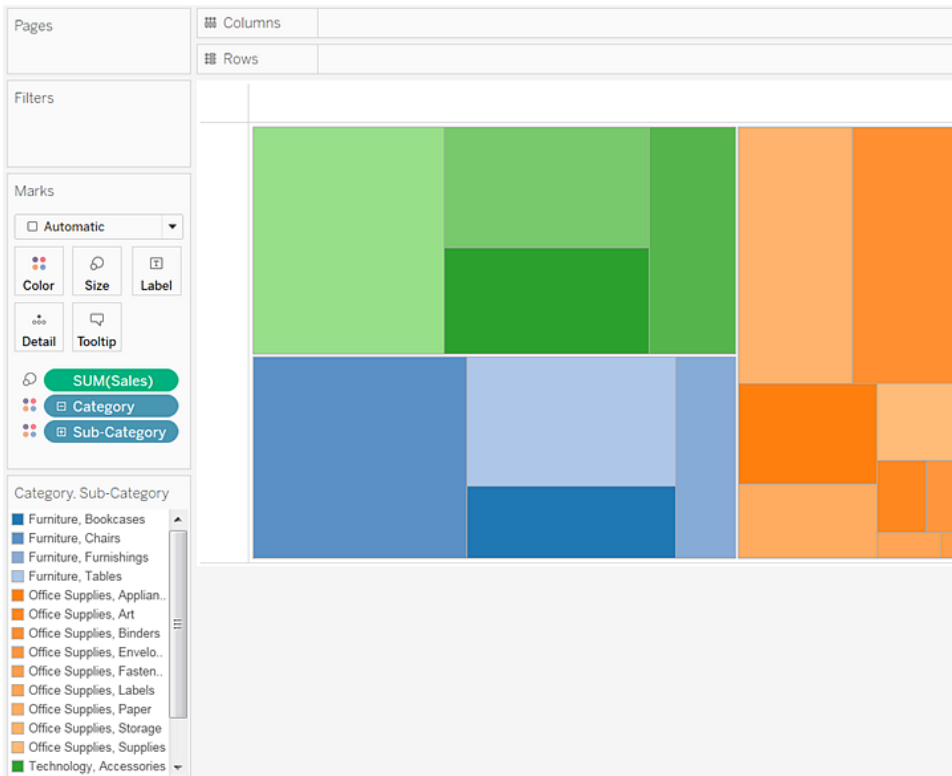 Pages
Columns
Rows
Filters
Marks
Automatic
Color Size Label
Detail Tooltip
SUM(Sales)
Category
Sub-Category
Category, Sub-Category
Furniture, Bookcases
Furniture, Chairs
Furniture, Furnishings
Furniture, Tables
Office Supplies, Applian..
Office Supplies, Art
Office Supplies, Binders
Office Supplies, Envelo..
Office Supplies, Fasten..
Office Supplies, Labels
Office Supplies, Paper
Office Supplies, Storage
Office Supplies, Supplies
Technology, Accessories